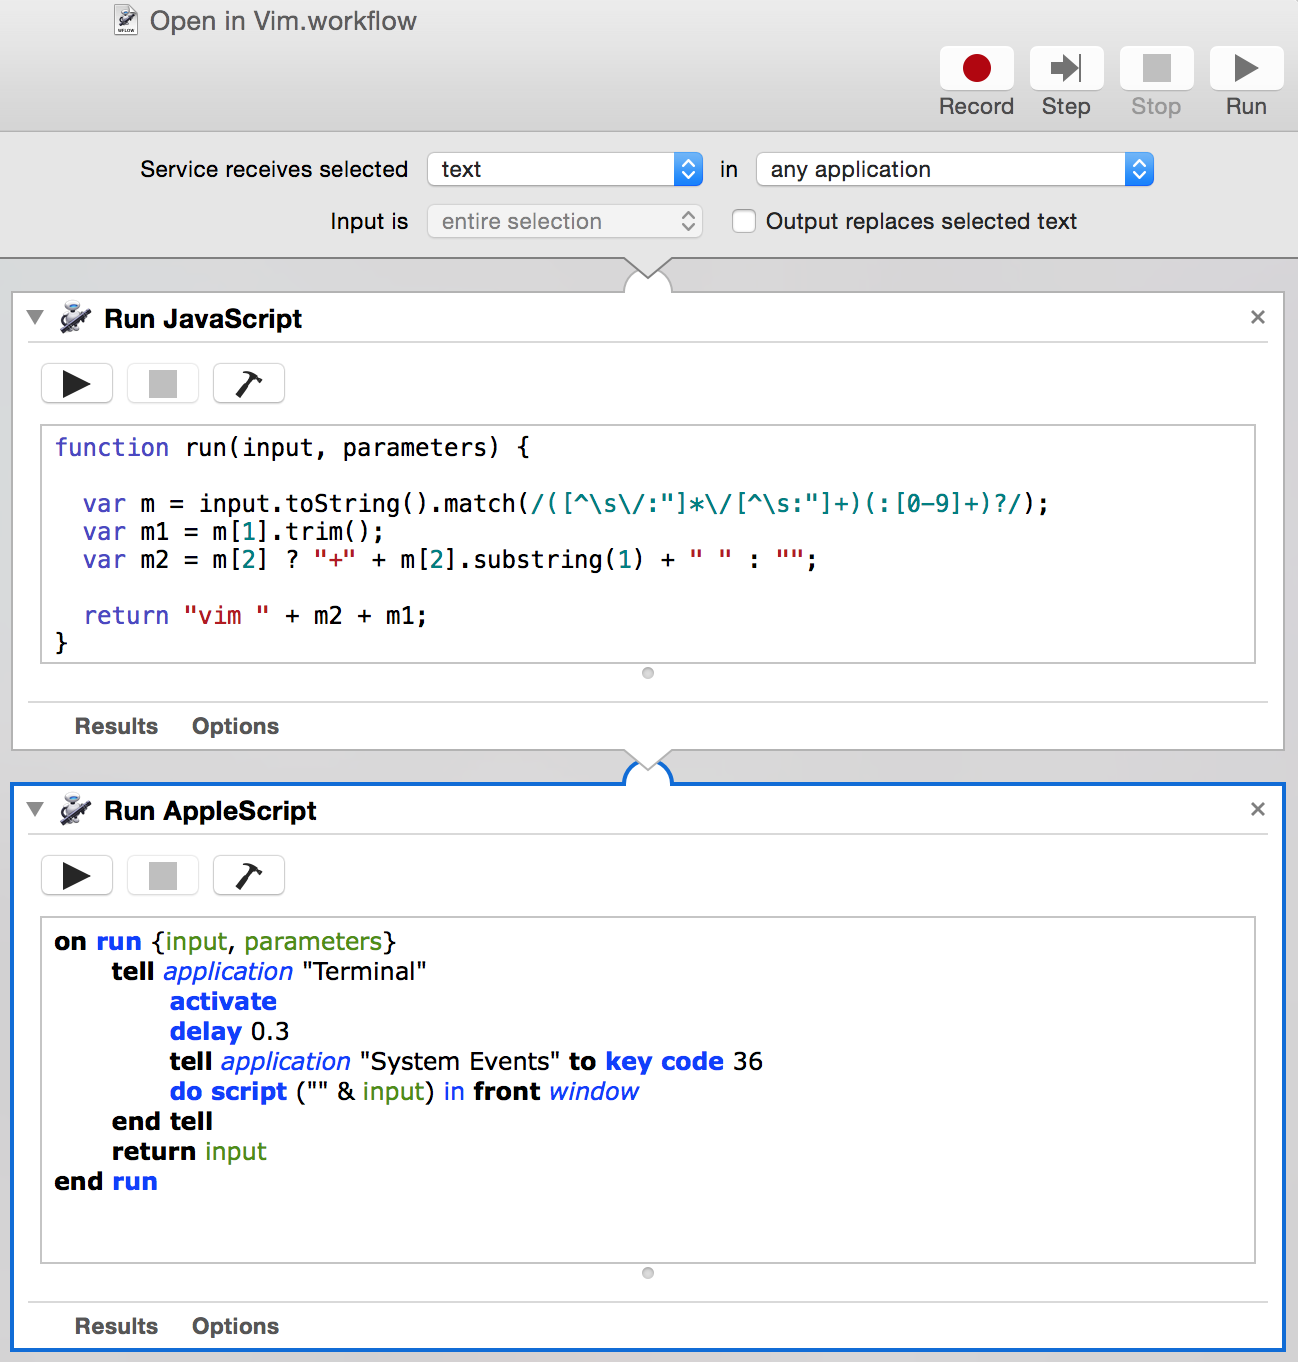 Open in Vim.workflow
WFLOW
Record Step Stop Run
Service receives selected text in any application
Input is entire selection Output replaces selected text
Run JavaScript
function run(input, parameters) {
var m = input.toString().match(/([^\s\/:"]*\/[^\s:"]+)(:[0-9]+)?/);
var m1 = m[1].trim();
var m2 = m[2] ? "+" + m[2].substring(1) + " " : "";
return "vim " + m2 + m1;
}
Results Options
Run AppleScript
on run {input, parameters}
tell application "Terminal"
activate
delay 0.3
tell application "System Events" to key code 36
do script ("" & input) in front window
end tell
return input
end run
Results Options